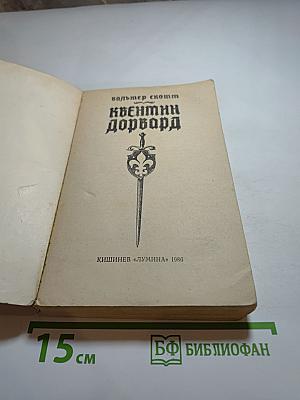 Вальтер Скотт
КВЕНТИН
ДОРВАРД
КИШИНЕВ «ЛУМИНА» 1986
15 см
БФ БИБЛИОФАН